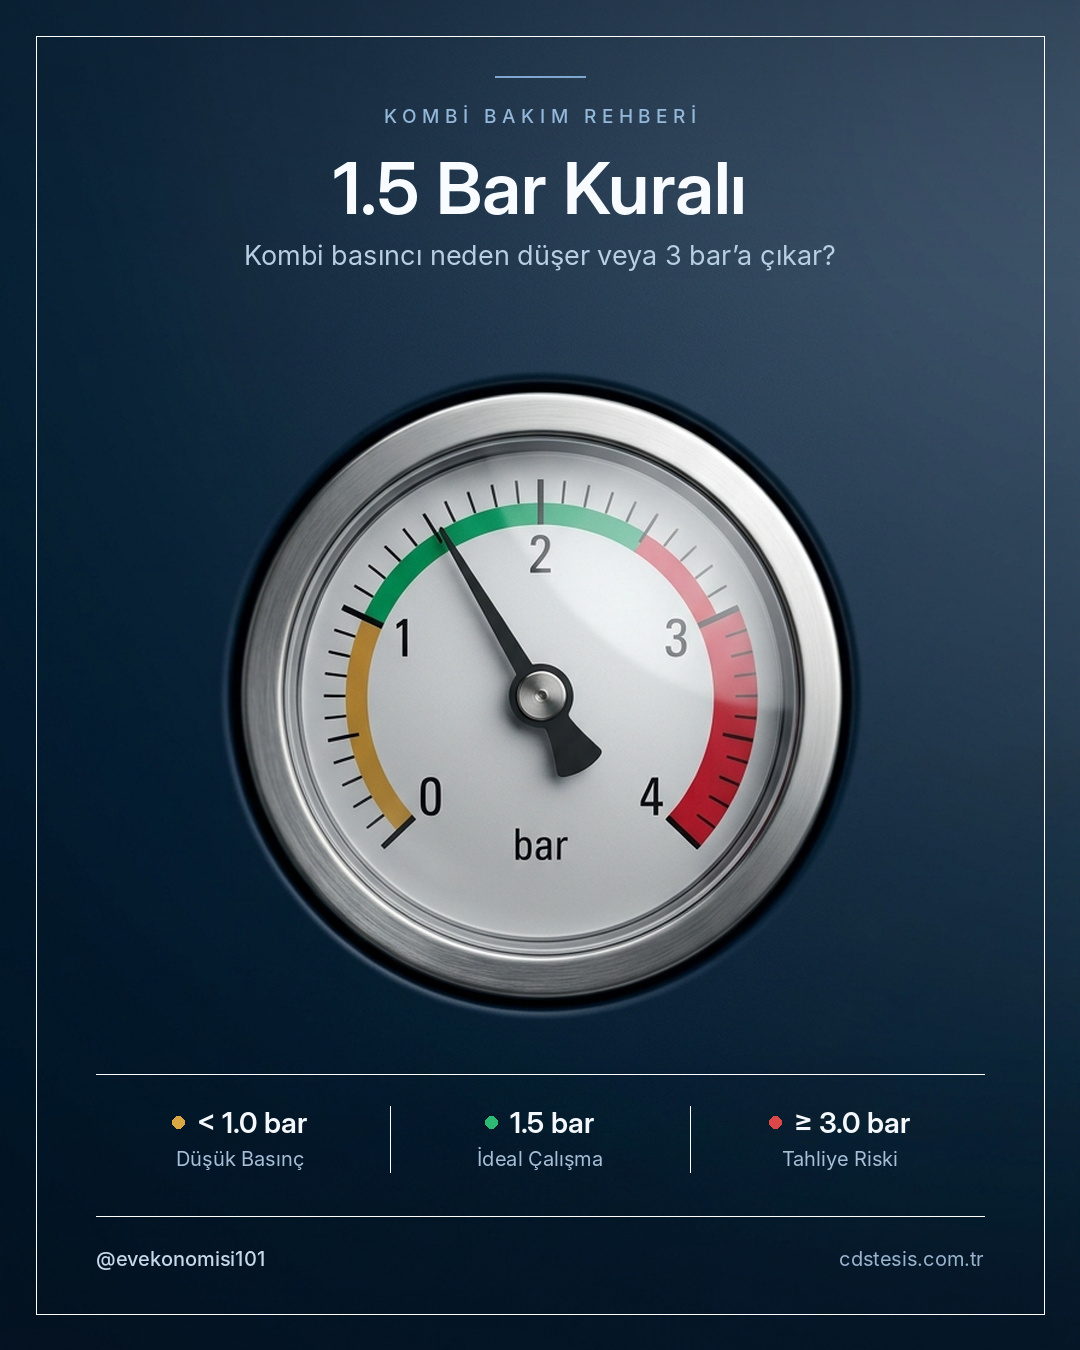 KOMBİ BAKIM REHBERİ
1.5 Bar Kuralı
Kombi basıncı neden düşer veya 3 bar’a çıkar?
2
1
3
0
4
bar
< 1.0 bar
Düşük Basınç
1.5 bar
İdeal Çalışma
≥ 3.0 bar
Tahliye Riski
@evekonomisi101
cdstesis.com.tr